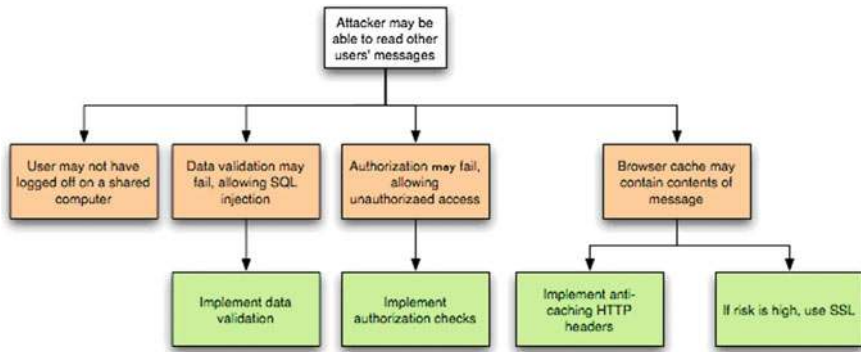 Attacker may be
able to read other
users' messages
User may not have
logged off on a shared
computer
Data validation may
fail, allowing SQL
injection
Authorization may fail,
allowing
unauthorizaed access
Browser cache may
contain contents of
message
Implement data
validation
Implement
authorization checks
Implement anti-
caching HTTP
headers
If risk is high, use SSL